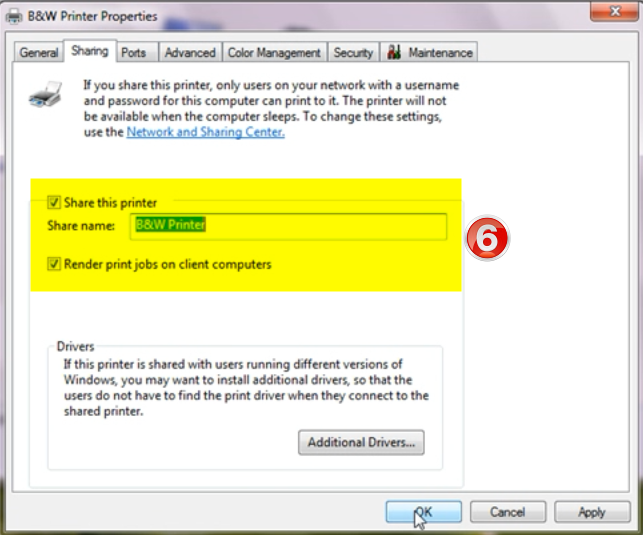 B&W Printer Properties
General Sharing Ports Advanced Color Management Security Maintenance
If you share this printer, only users on your network with a username
and password for this computer can print to it. The printer will not
be available when the computer sleeps. To change these settings,
use the Network and Sharing Center.
Share this printer
Share name: B&W Printer
6
Render print jobs on client computers
Drivers
If this printer is shared with users running different versions of
Windows, you may want to install additional drivers, so that the
users do not have to find the print driver when they connect to the
shared printer.
Additional Drivers...
OK Cancel Apply